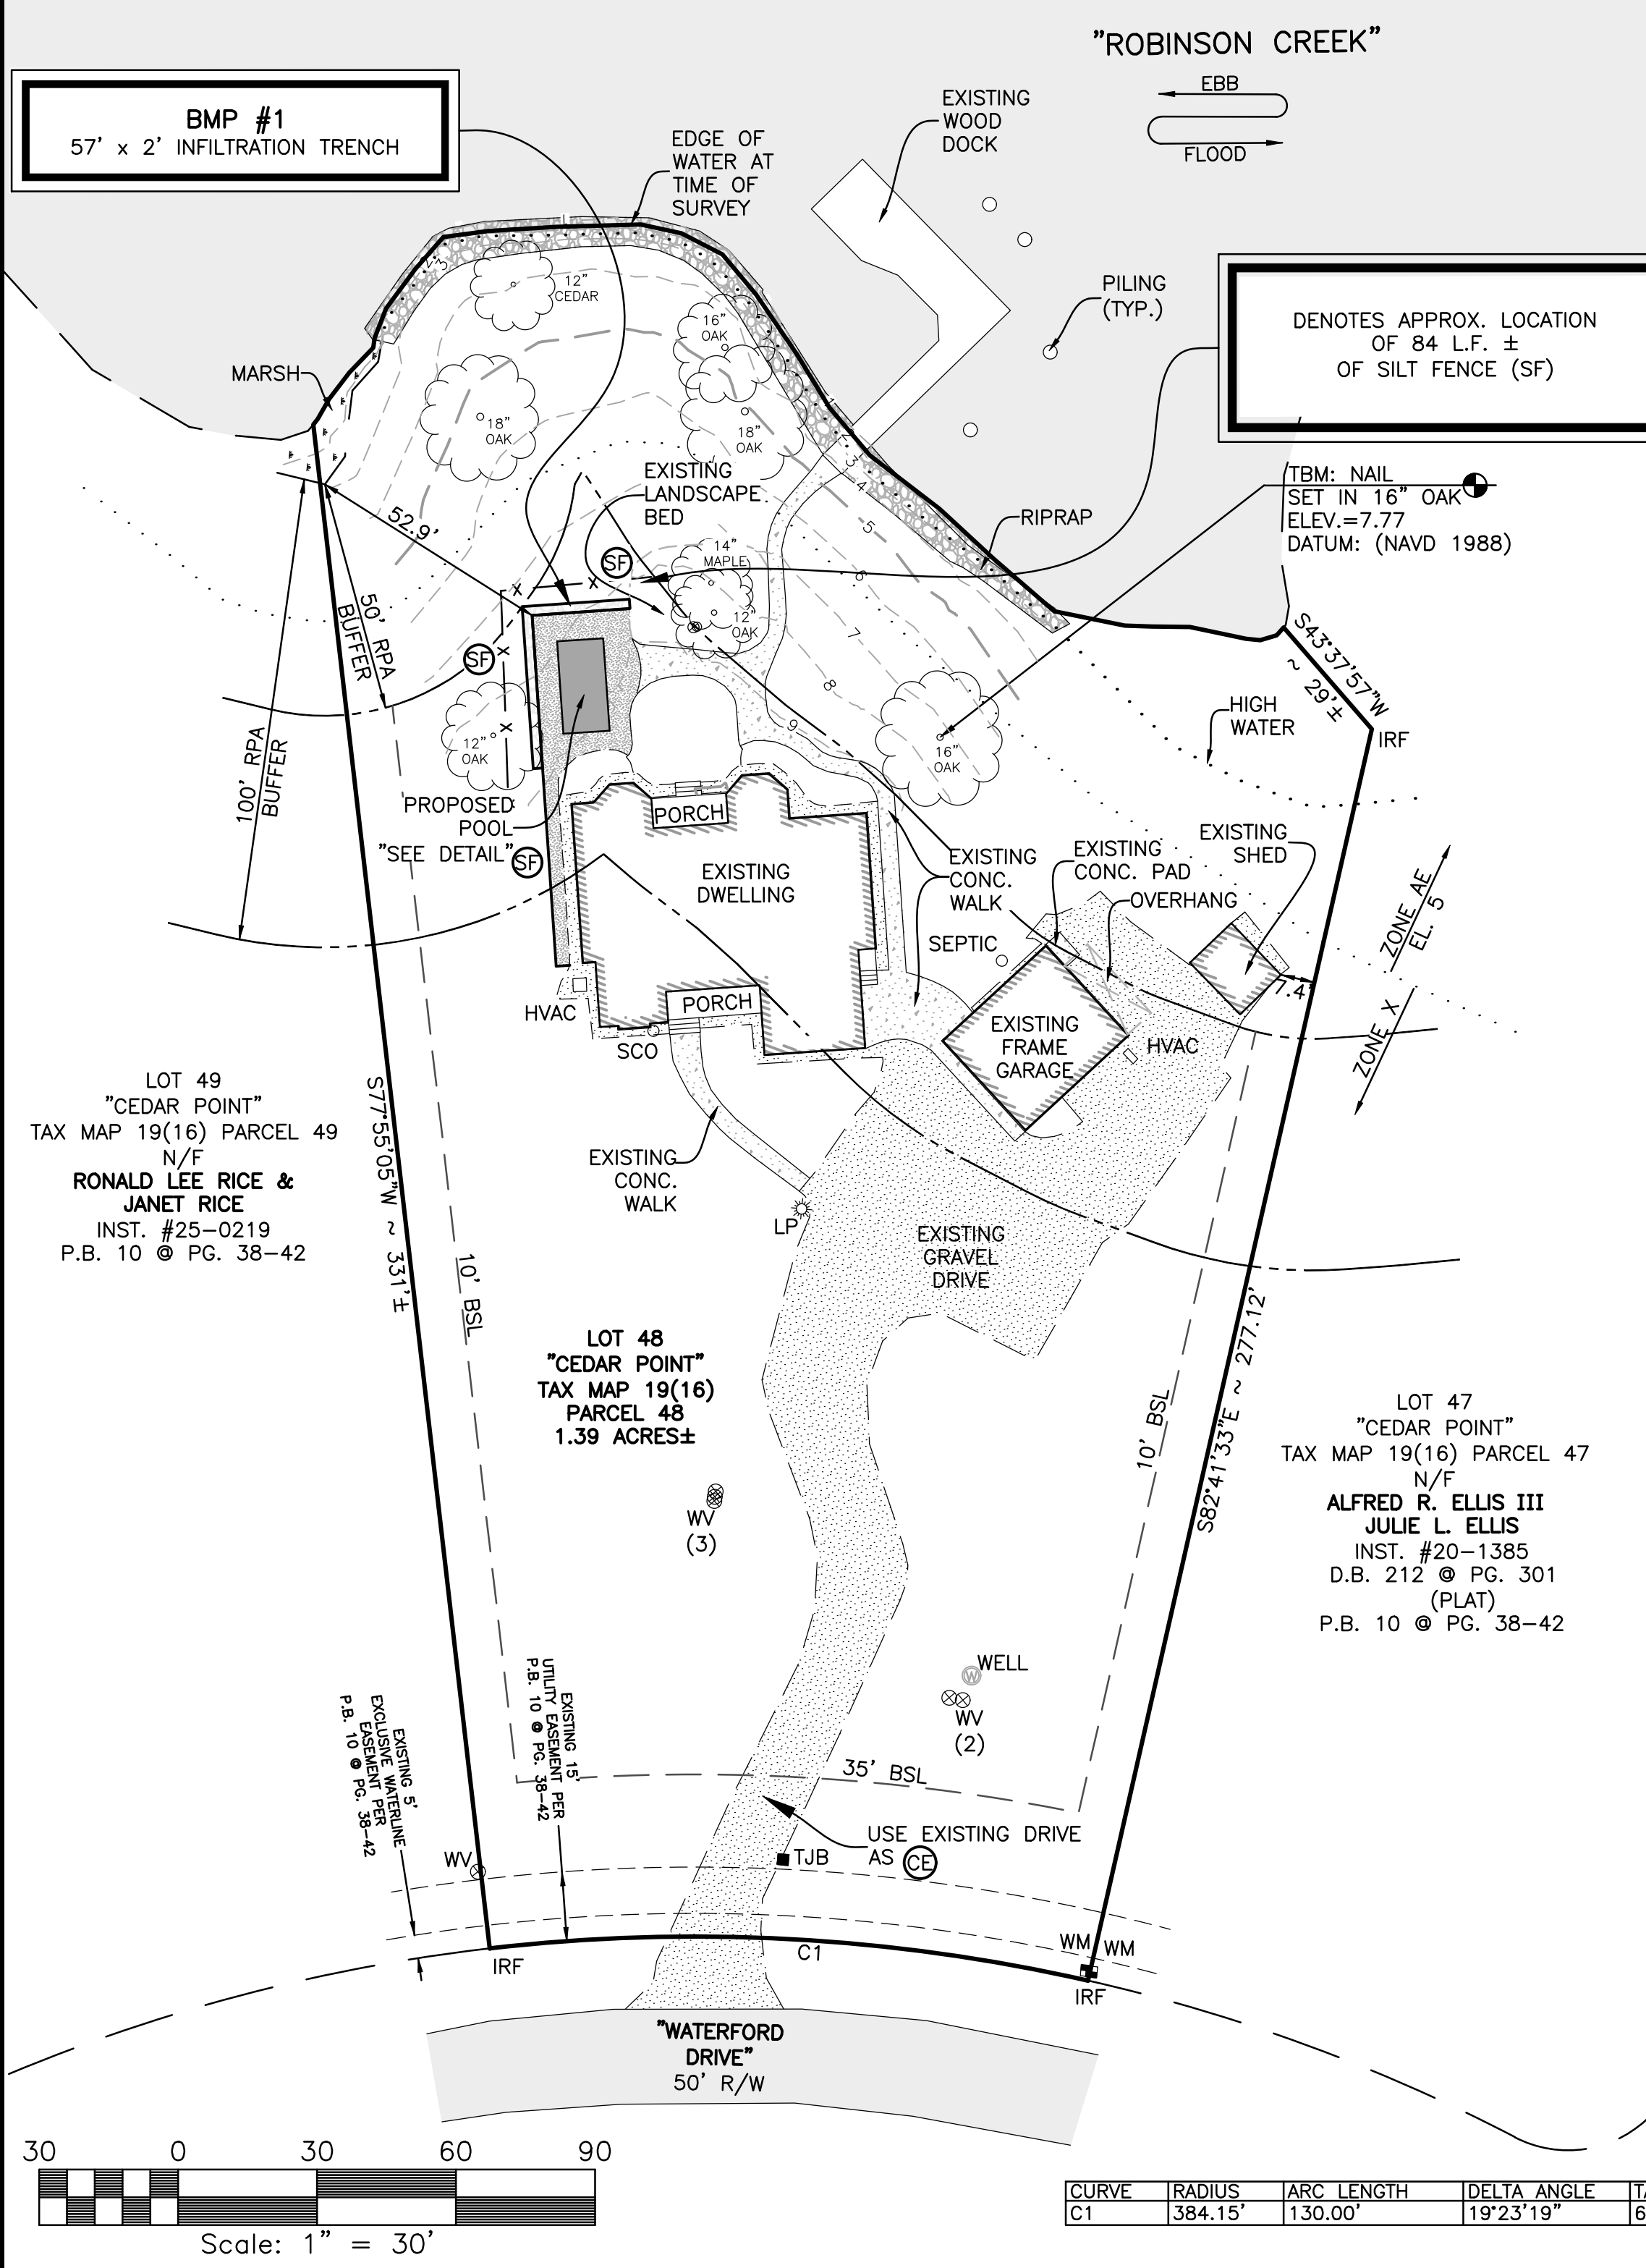 "ROBINSON CREEK"
EBB
FLOOD
BMP #1
57' x 2' INFILTRATION TRENCH
EXISTING
WOOD
DOCK
EDGE OF
WATER AT
TIME OF
SURVEY
PILING
(TYP.)
DENOTES APPROX. LOCATION
OF 84 L.F. ±
OF SILT FENCE (SF)
1
2
3
12"
CEDAR
16"
OAK
MARSH
18"
OAK
18"
OAK
1
2
3
4
5
6
7
8
9
EXISTING
LANDSCAPE
BED
TBM: NAIL
SET IN 16" OAK
ELEV.=7.77
DATUM: (NAVD 1988)
RIPRAP
52.9'
SF
14"
MAPLE
12"
OAK
X
X
X
X
50' RPA
BUFFER
SF
S43°37'57"W
~ 29'±
IRF
HIGH
WATER
100' RPA
BUFFER
12"
OAK
16"
OAK
PROPOSED
POOL
"SEE DETAIL"
SF
PORCH
EXISTING
DWELLING
EXISTING
CONC.
WALK
EXISTING
CONC. PAD
EXISTING
SHED
OVERHANG
ZONE AE
EL. 5
ZONE X
SEPTIC
7.4'
HVAC
PORCH
SCO
EXISTING
FRAME
GARAGE
HVAC
LOT 49
"CEDAR POINT"
TAX MAP 19(16) PARCEL 49
N/F
RONALD LEE RICE &
JANET RICE
INST. #25-0219
P.B. 10 @ PG. 38-42
S77°55'05"W ~ 331'±
10' BSL
EXISTING
CONC.
WALK
LP
EXISTING
GRAVEL
DRIVE
LOT 48
"CEDAR POINT"
TAX MAP 19(16)
PARCEL 48
1.39 ACRES±
S82°41'33"E ~ 277.12'
10' BSL
LOT 47
"CEDAR POINT"
TAX MAP 19(16) PARCEL 47
N/F
ALFRED R. ELLIS III
JULIE L. ELLIS
INST. #20-1385
D.B. 212 @ PG. 301
(PLAT)
P.B. 10 @ PG. 38-42
WV
(3)
W
WELL
WV
(2)
EXISTING 5'
EXCLUSIVE WATERLINE
EASEMENT PER
P.B. 10 @ PG. 38-42
EXISTING 15'
UTILITY EASEMENT PER
P.B. 10 @ PG. 38-42
35' BSL
USE EXISTING DRIVE
AS CE
WV
TJB
IRF
C1
WM
WM
IRF
"WATERFORD
DRIVE"
50' R/W
30 0 30 60 90
Scale: 1" = 30'
CURVE RADIUS ARC LENGTH DELTA ANGLE
C1 384.15' 130.00' 19°23'19"